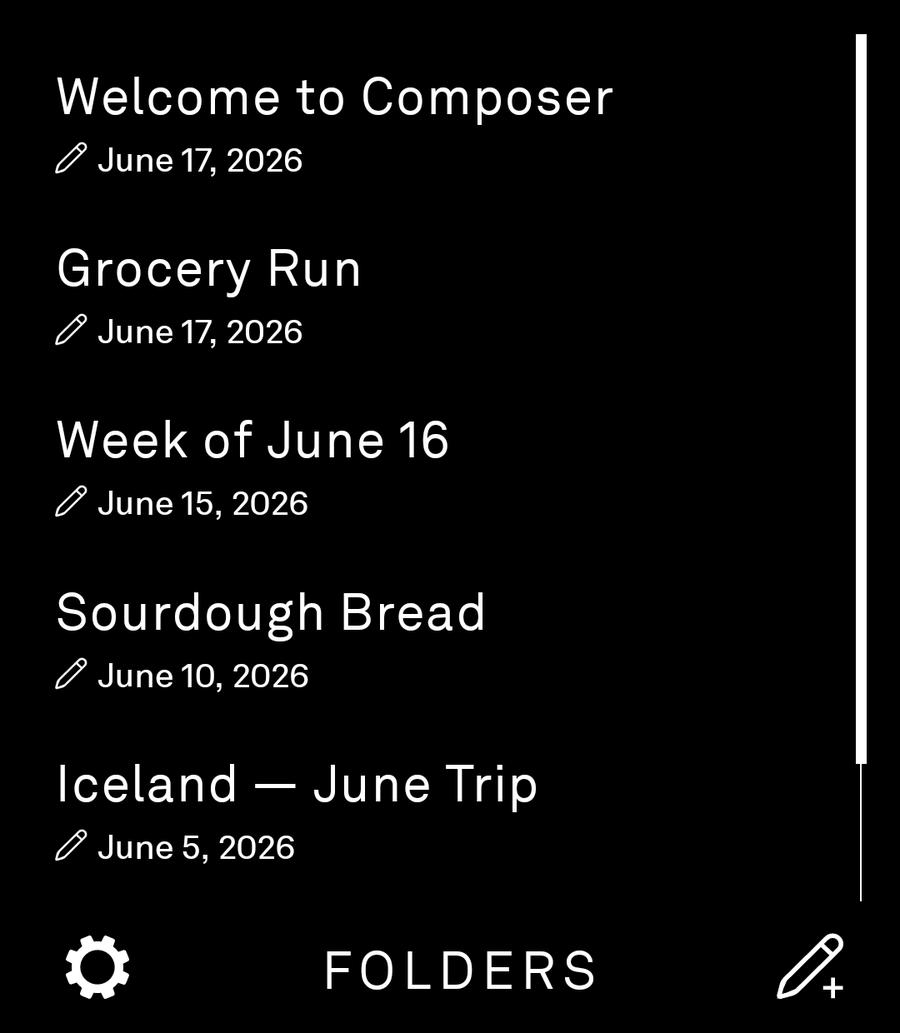 Welcome to Composer
June 17, 2026
Grocery Run
June 17, 2026
Week of June 16
June 15, 2026
Sourdough Bread
June 10, 2026
Iceland — June Trip
June 5, 2026
FOLDERS